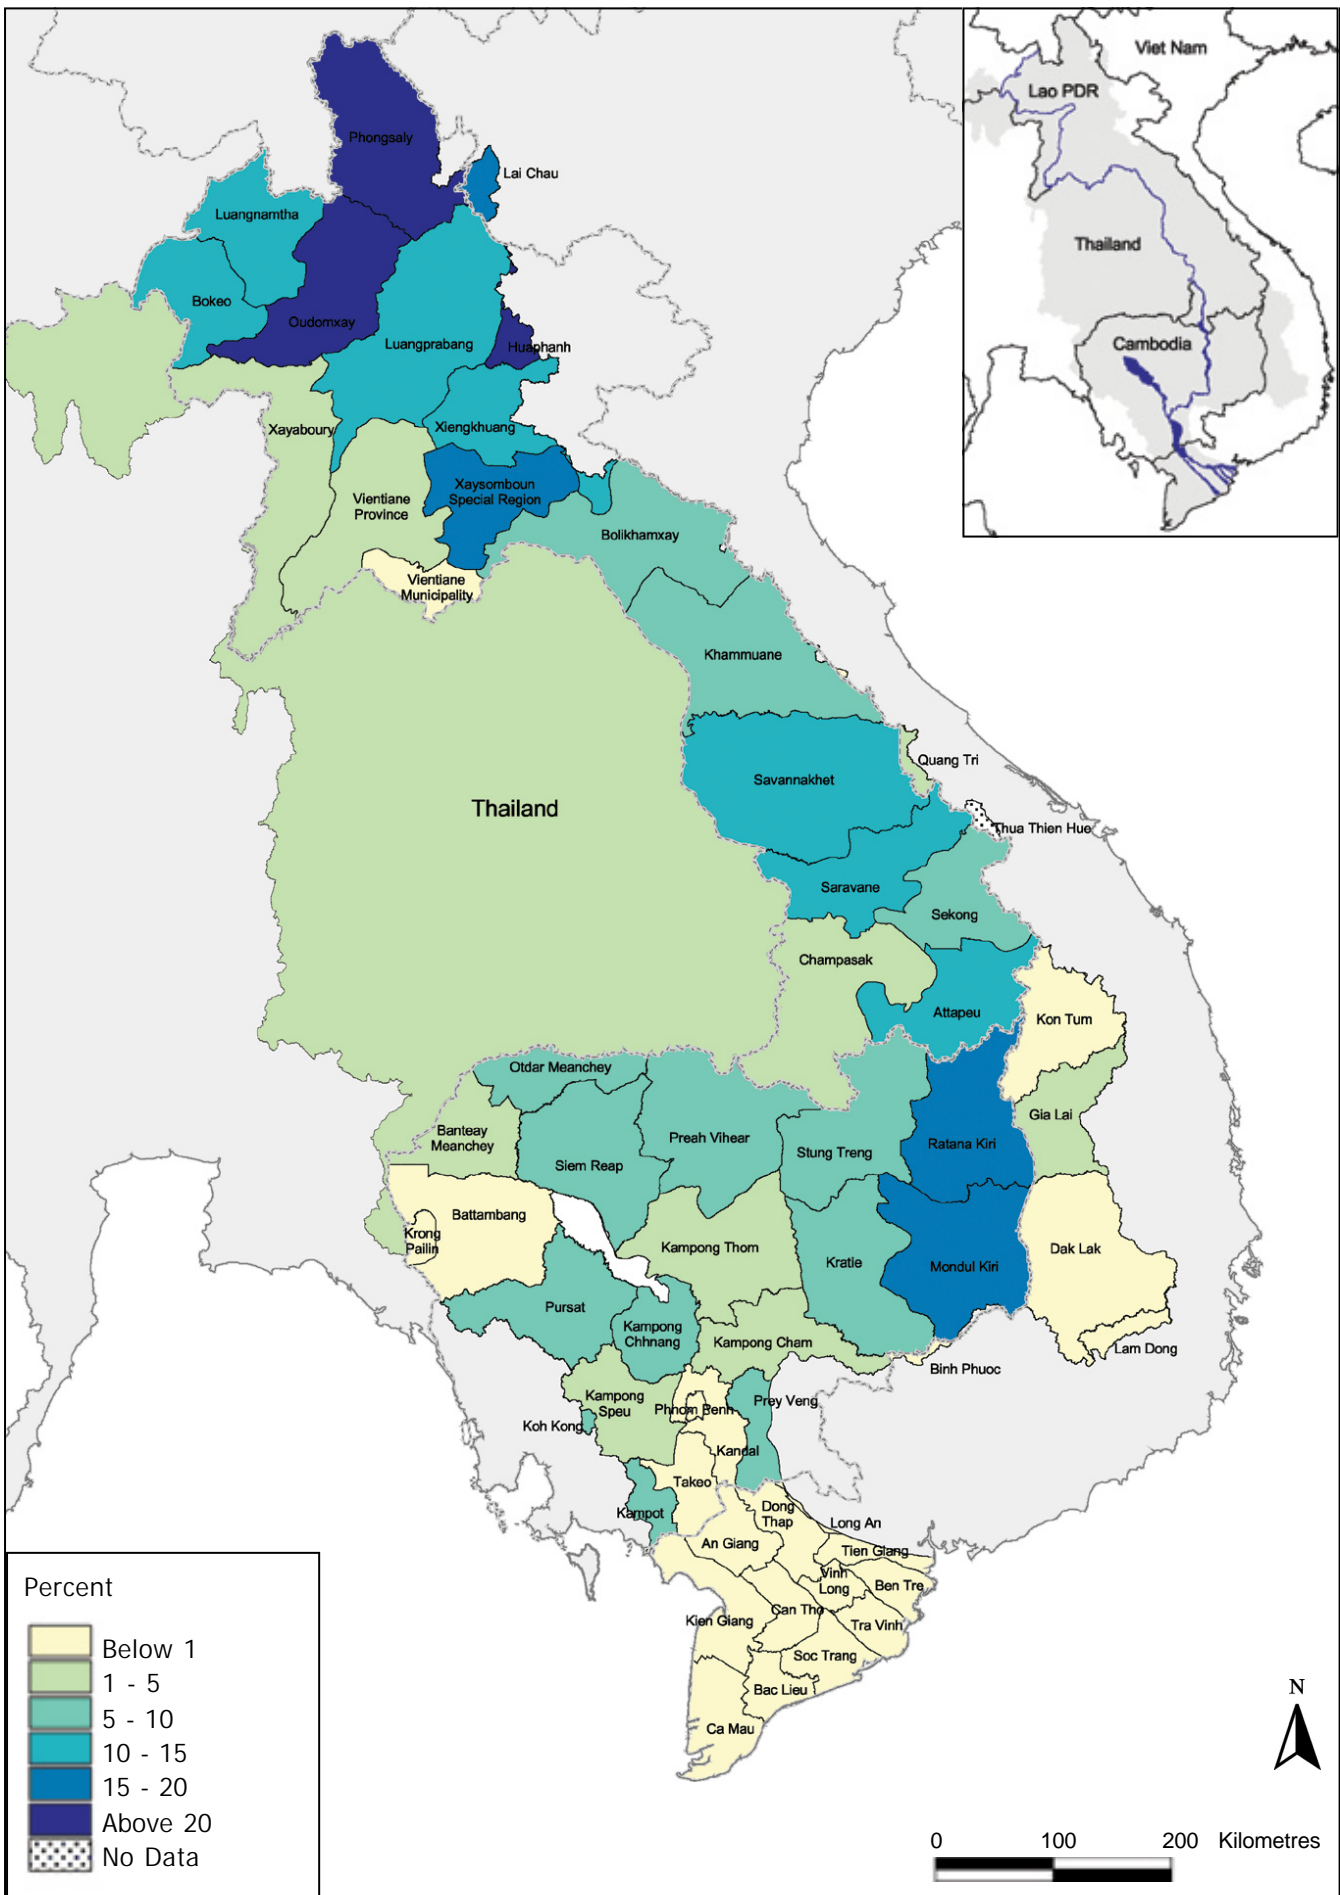 Viet Nam
Lao PDR
Thailand
Cambodia
Phongsaly
Lai Chau
Luangnamtha
Bokeo
Oudomxay
Luangprabang
Huaphanh
Xayaboury
Xiengkhuang
Vientiane
Province
Xaysomboun
Special Region
Bolikhamxay
Vientiane
Municipality
Khammuane
Quang Tri
Savannakhet
Thailand
Thua Thien Hue
Saravane
Sekong
Champasak
Attapeu
Kon Tum
Otdar Meanchey
Banteay
Meanchey
Siem Reap
Preah Vihear
Stung Treng
Ratana Kiri
Gia Lai
Battambang
Krong
Pailin
Kampong Thom
Kratie
Mondul Kiri
Dak Lak
Pursat
Kampong
Chhnang
Kampong Cham
Binh Phuoc
Lam Dong
Kampong
Speu
Koh Kong
Phnom Penh
Prey Veng
Kandal
Takeo
Kampot
Dong
Thap
Long An
An Giang
Tien Giang
Vinh
Long
Ben Tre
Kien Giang
Can Tho
Tra Vinh
Soc Trang
Bac Lieu
Ca Mau
Percent
Below 1
1 - 5
5 - 10
10 - 15
15 - 20
Above 20
No Data
N
0 100 200 Kilometres